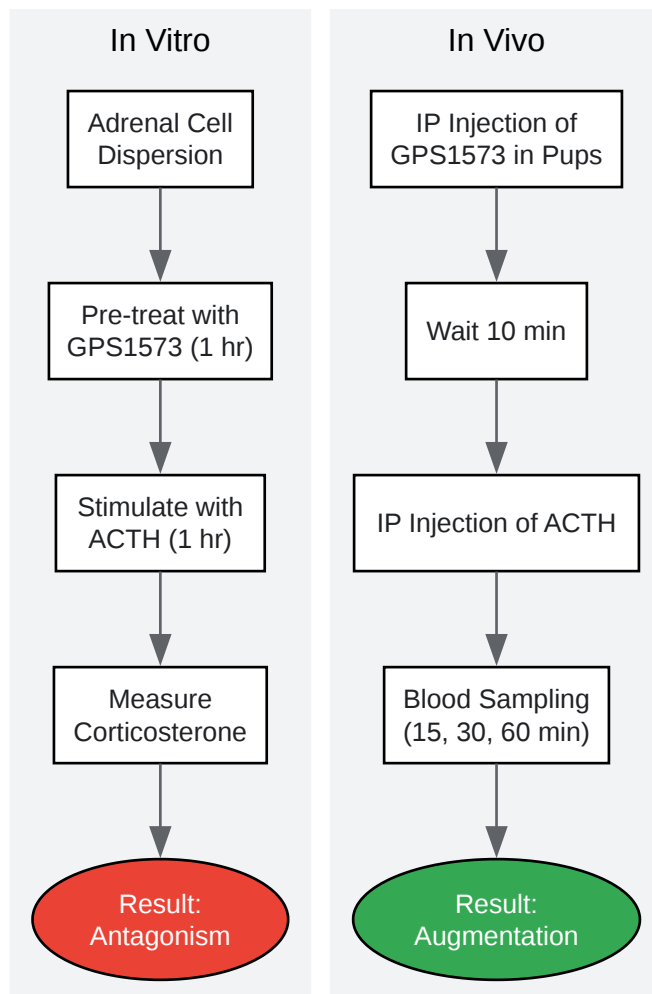 In Vitro
Adrenal Cell
Dispersion
Pre-treat with
GPS1573 (1 hr)
Stimulate with
ACTH (1 hr)
Measure
Corticosterone
Result:
Antagonism
In Vivo
IP Injection of
GPS1573 in Pups
Wait 10 min
IP Injection of ACTH
Blood Sampling
(15, 30, 60 min)
Result:
Augmentation